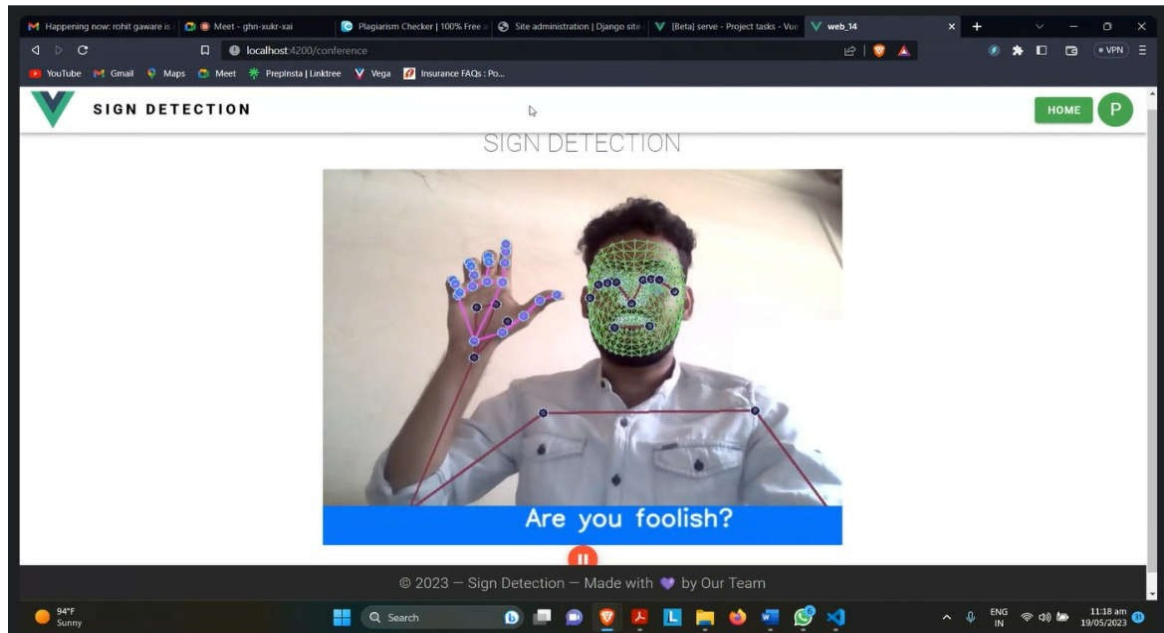 Happening now: rohit gaware is
Meet - ghn-xukr-xai
Plagiarism Checker | 100% Free
Site administration | Django site
[Beta] serve - Project tasks - Vue
web_14
localhost:4200/conference
VPN
YouTube
Gmail
Maps
Meet
PrepInsta | Linktree
Vega
Insurance FAQs : Po...
SIGN DETECTION
HOME
P
SIGN DETECTION
Are you foolish?
© 2023 — Sign Detection — Made with 💜 by Our Team
94°F
Sunny
Search
ENG
IN
11:18 am
19/05/2023